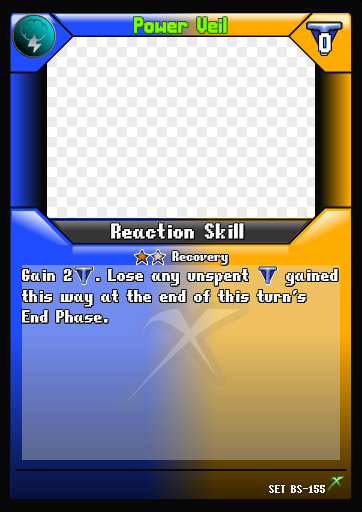 Power Veil
0
Reaction Skill
Recovery
Gain 2. Lose any unspent gained
this way at the end of this turn's
End Phase.
SET BS-155